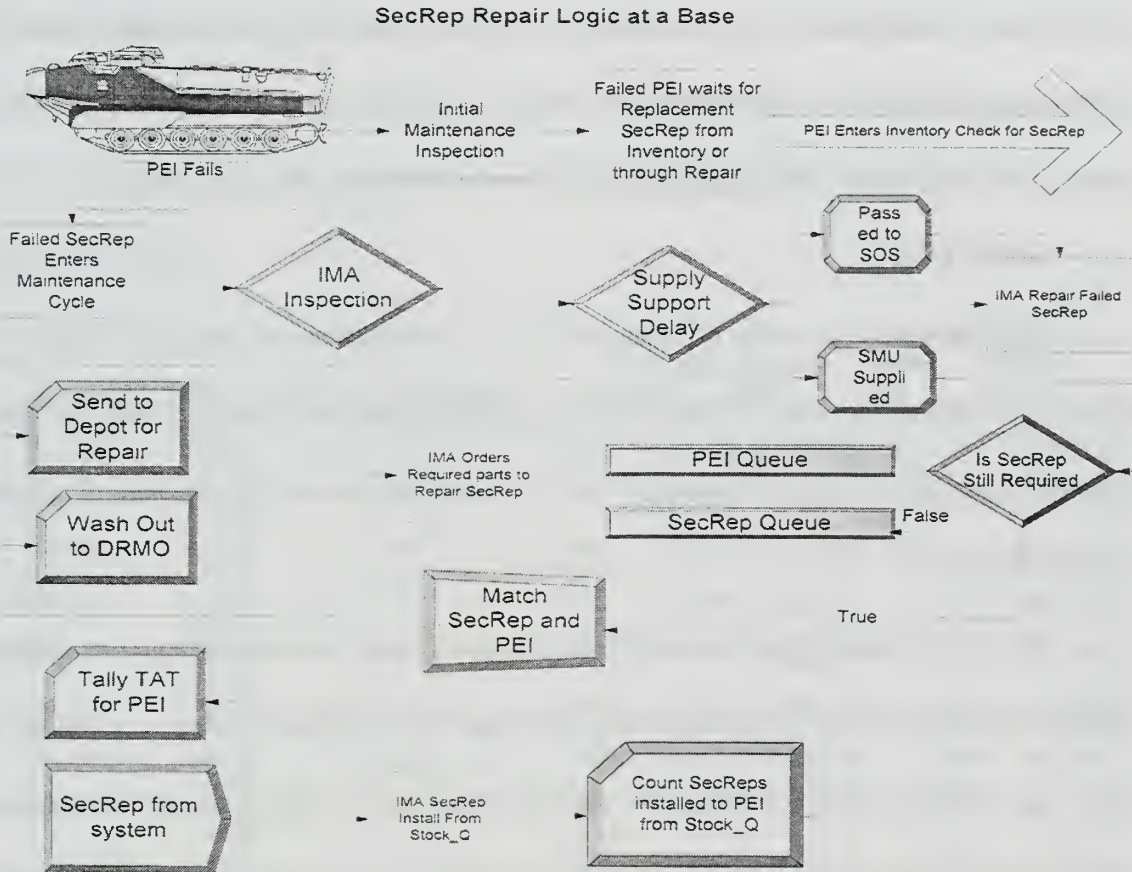 SecRep Repair Logic at a Base
PEI Fails
Initial
Maintenance
Inspection
Failed PEI waits for
Replacement
SecRep from
Inventory or
through Repair
PEI Enters Inventory Check for SecRep
Failed SecRep
Enters
Maintenance
Cycle
IMA
Inspection
Supply
Support
Delay
Pass
ed to
SOS
IMA Repair Failed
SecRep
SMU
Suppli
ed
Send to
Depot for
Repair
IMA Orders
Required parts to
Repair SecRep
PEI Queue
Is SecRep
Still Required
Wash Out
to DRMO
SecRep Queue
False
Match
SecRep and
PEI
True
Tally TAT
for PEI
SecRep from
system
IMA SecRep
Install From
Stock_Q
Count SecReps
installed to PEI
from Stock_Q